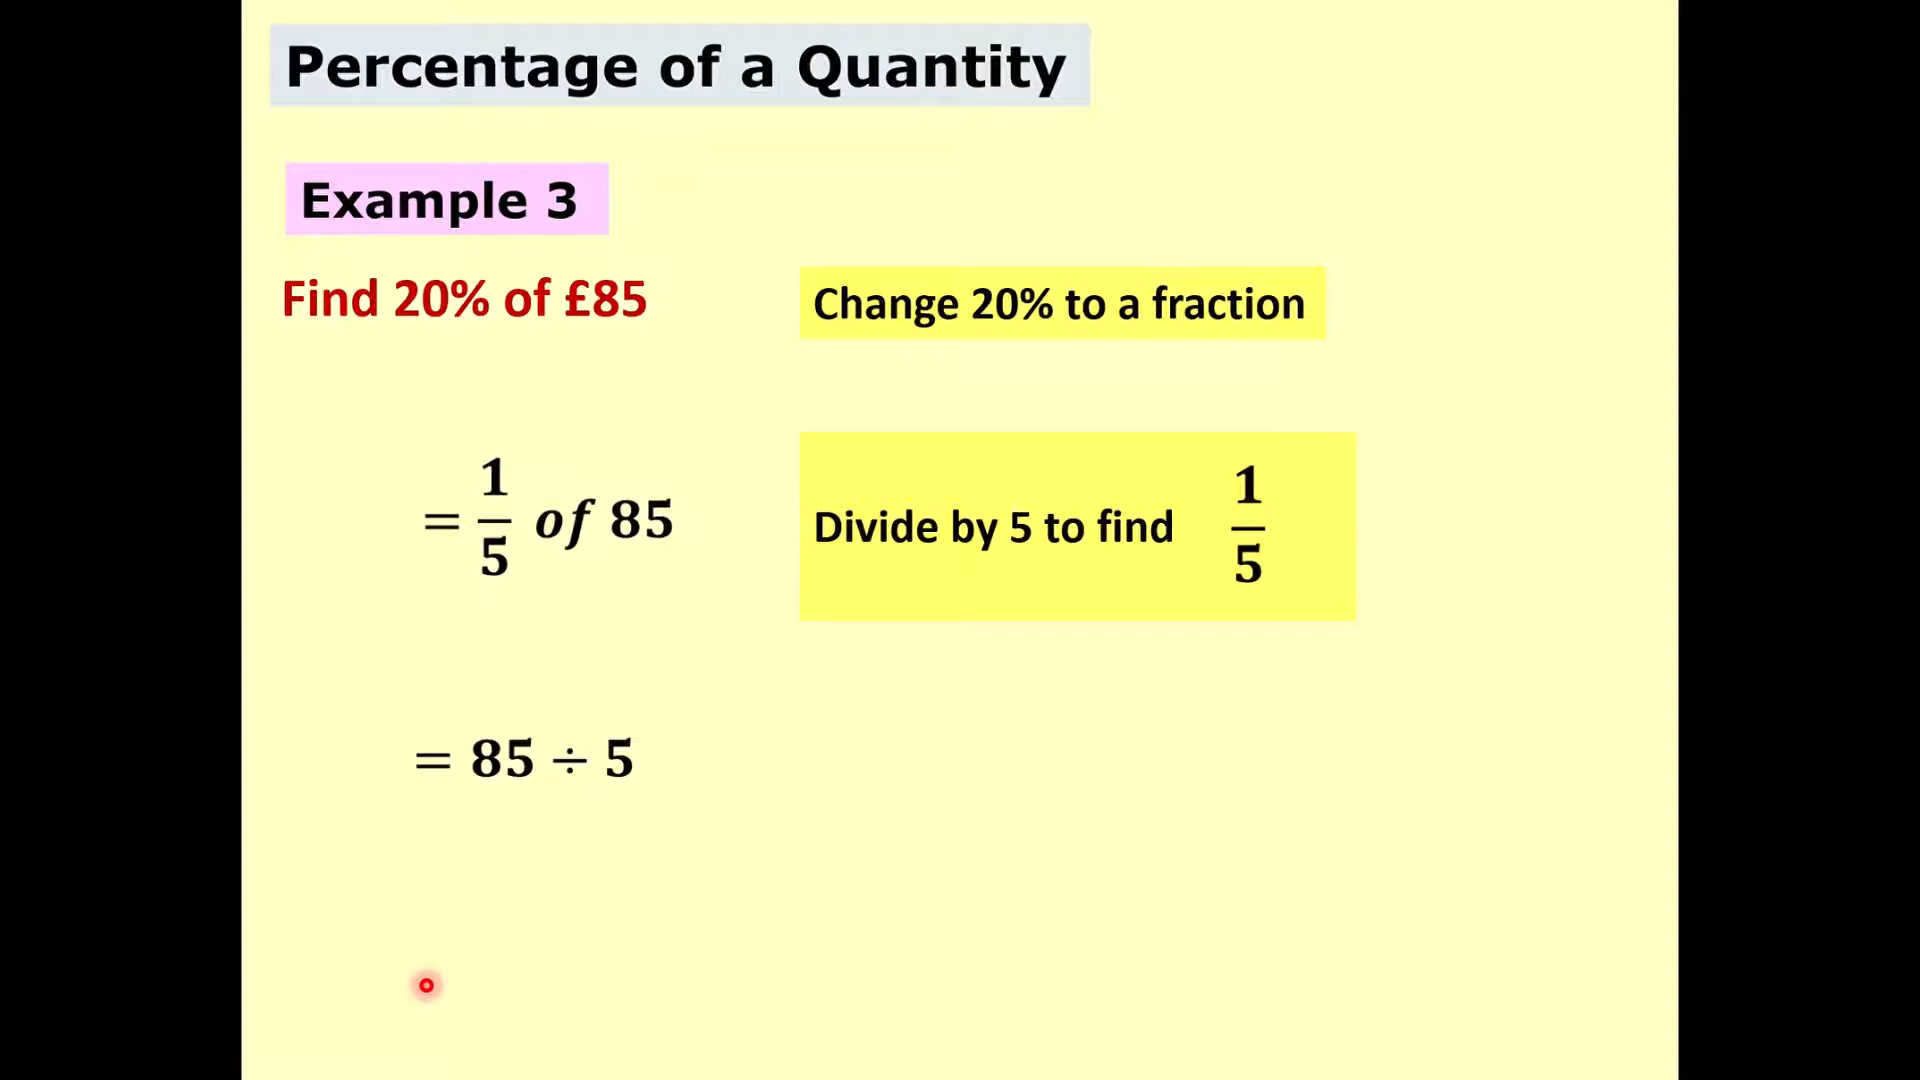 Percentage of a Quantity
Example 3
Find 20% of £85
Change 20% to a fraction
= 1/5 of 85
Divide by 5 to find 1/5
= 85 ÷ 5